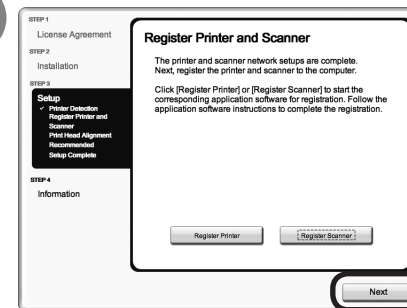 STEP 1
License Agreement
STEP 2
Installation
STEP 3
Setup
✓ Printer Detection
Register Printer and
Scanner
Print Head Alignment
Recommended
Setup Complete
STEP 4
Information
Register Printer and Scanner
The printer and scanner network setups are complete.
Next, register the printer and scanner to the computer.
Click [Register Printer] or [Register Scanner] to start the
corresponding application software for registration. Follow the
application software instructions to complete the registration.
Register Printer
Register Scanner
Next